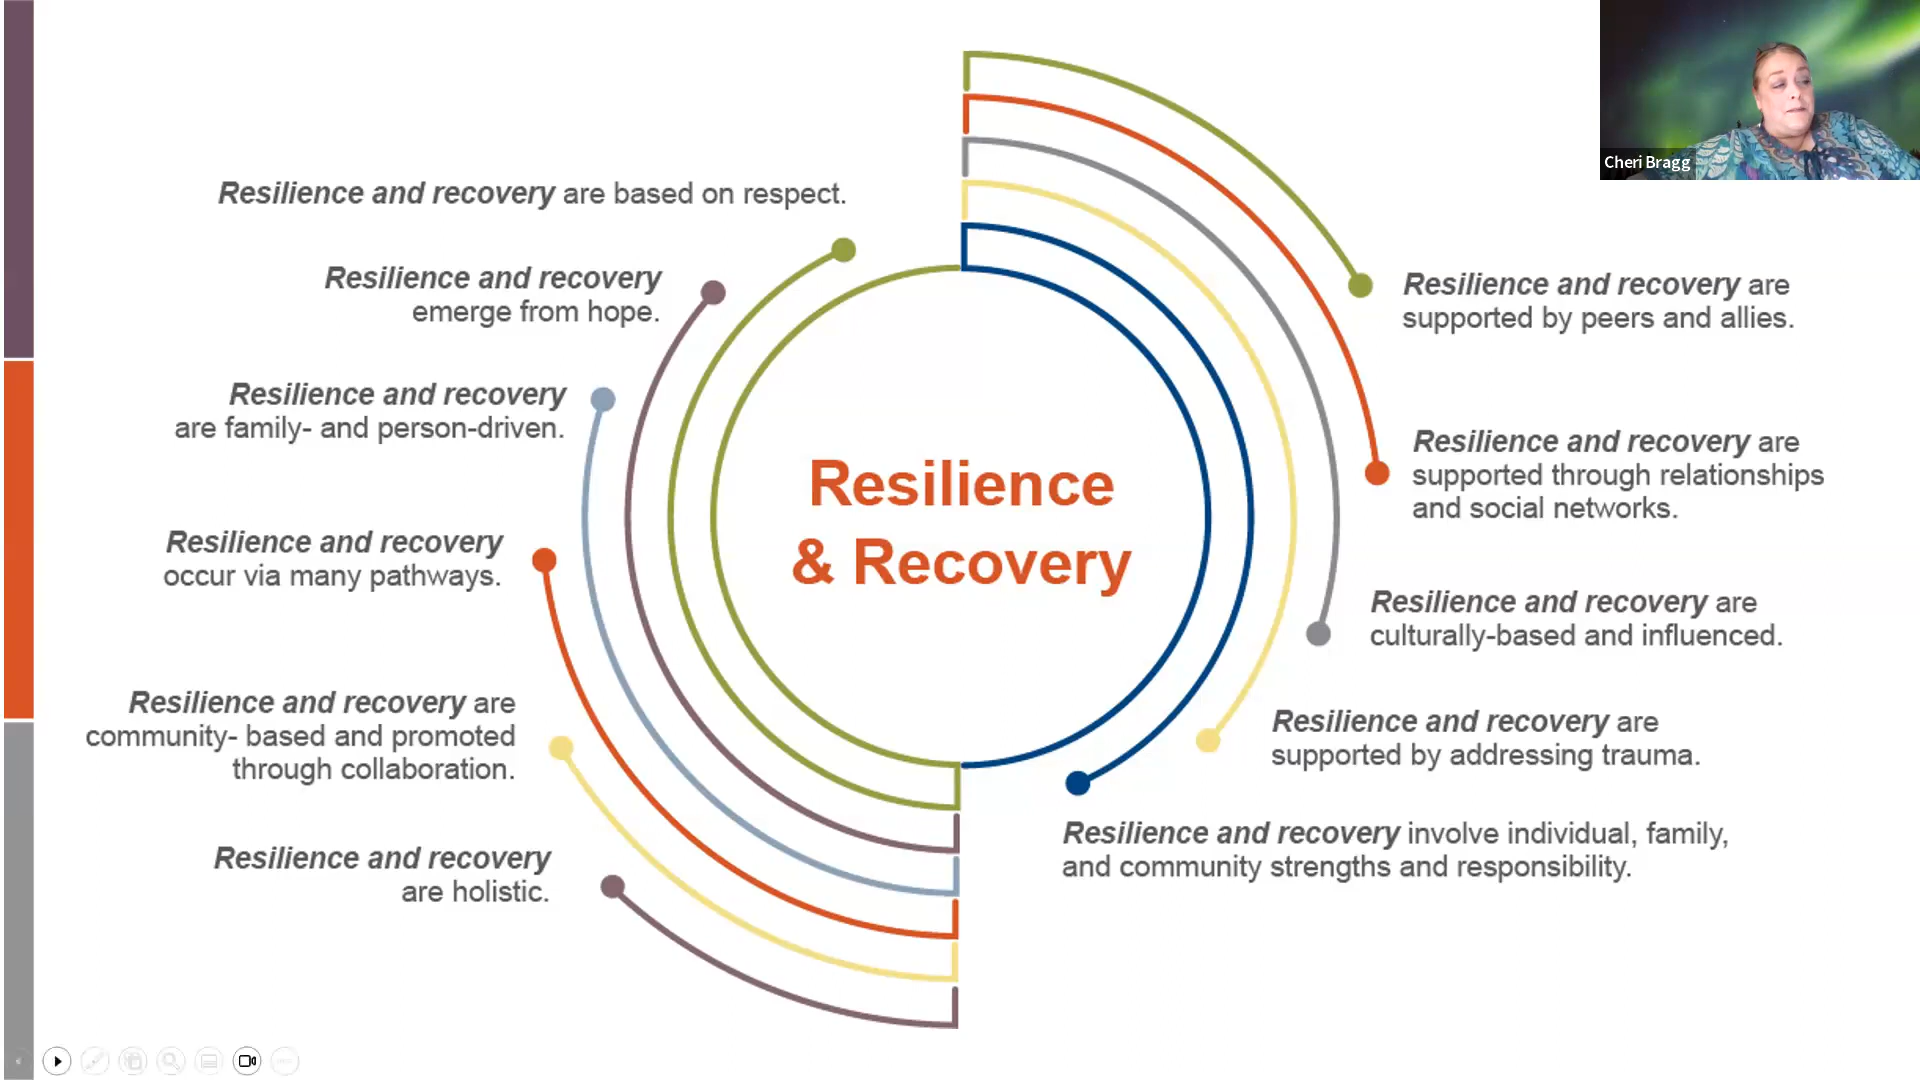 Cheri Bragg
Resilience and recovery are based on respect.
Resilience and recovery
emerge from hope.
Resilience and recovery
are family- and person-driven.
Resilience and recovery
occur via many pathways.
Resilience and recovery are
community- based and promoted
through collaboration.
Resilience and recovery
are holistic.
Resilience
& Recovery
Resilience and recovery are
supported by peers and allies.
Resilience and recovery are
supported through relationships
and social networks.
Resilience and recovery are
culturally-based and influenced.
Resilience and recovery are
supported by addressing trauma.
Resilience and recovery involve individual, family,
and community strengths and responsibility.